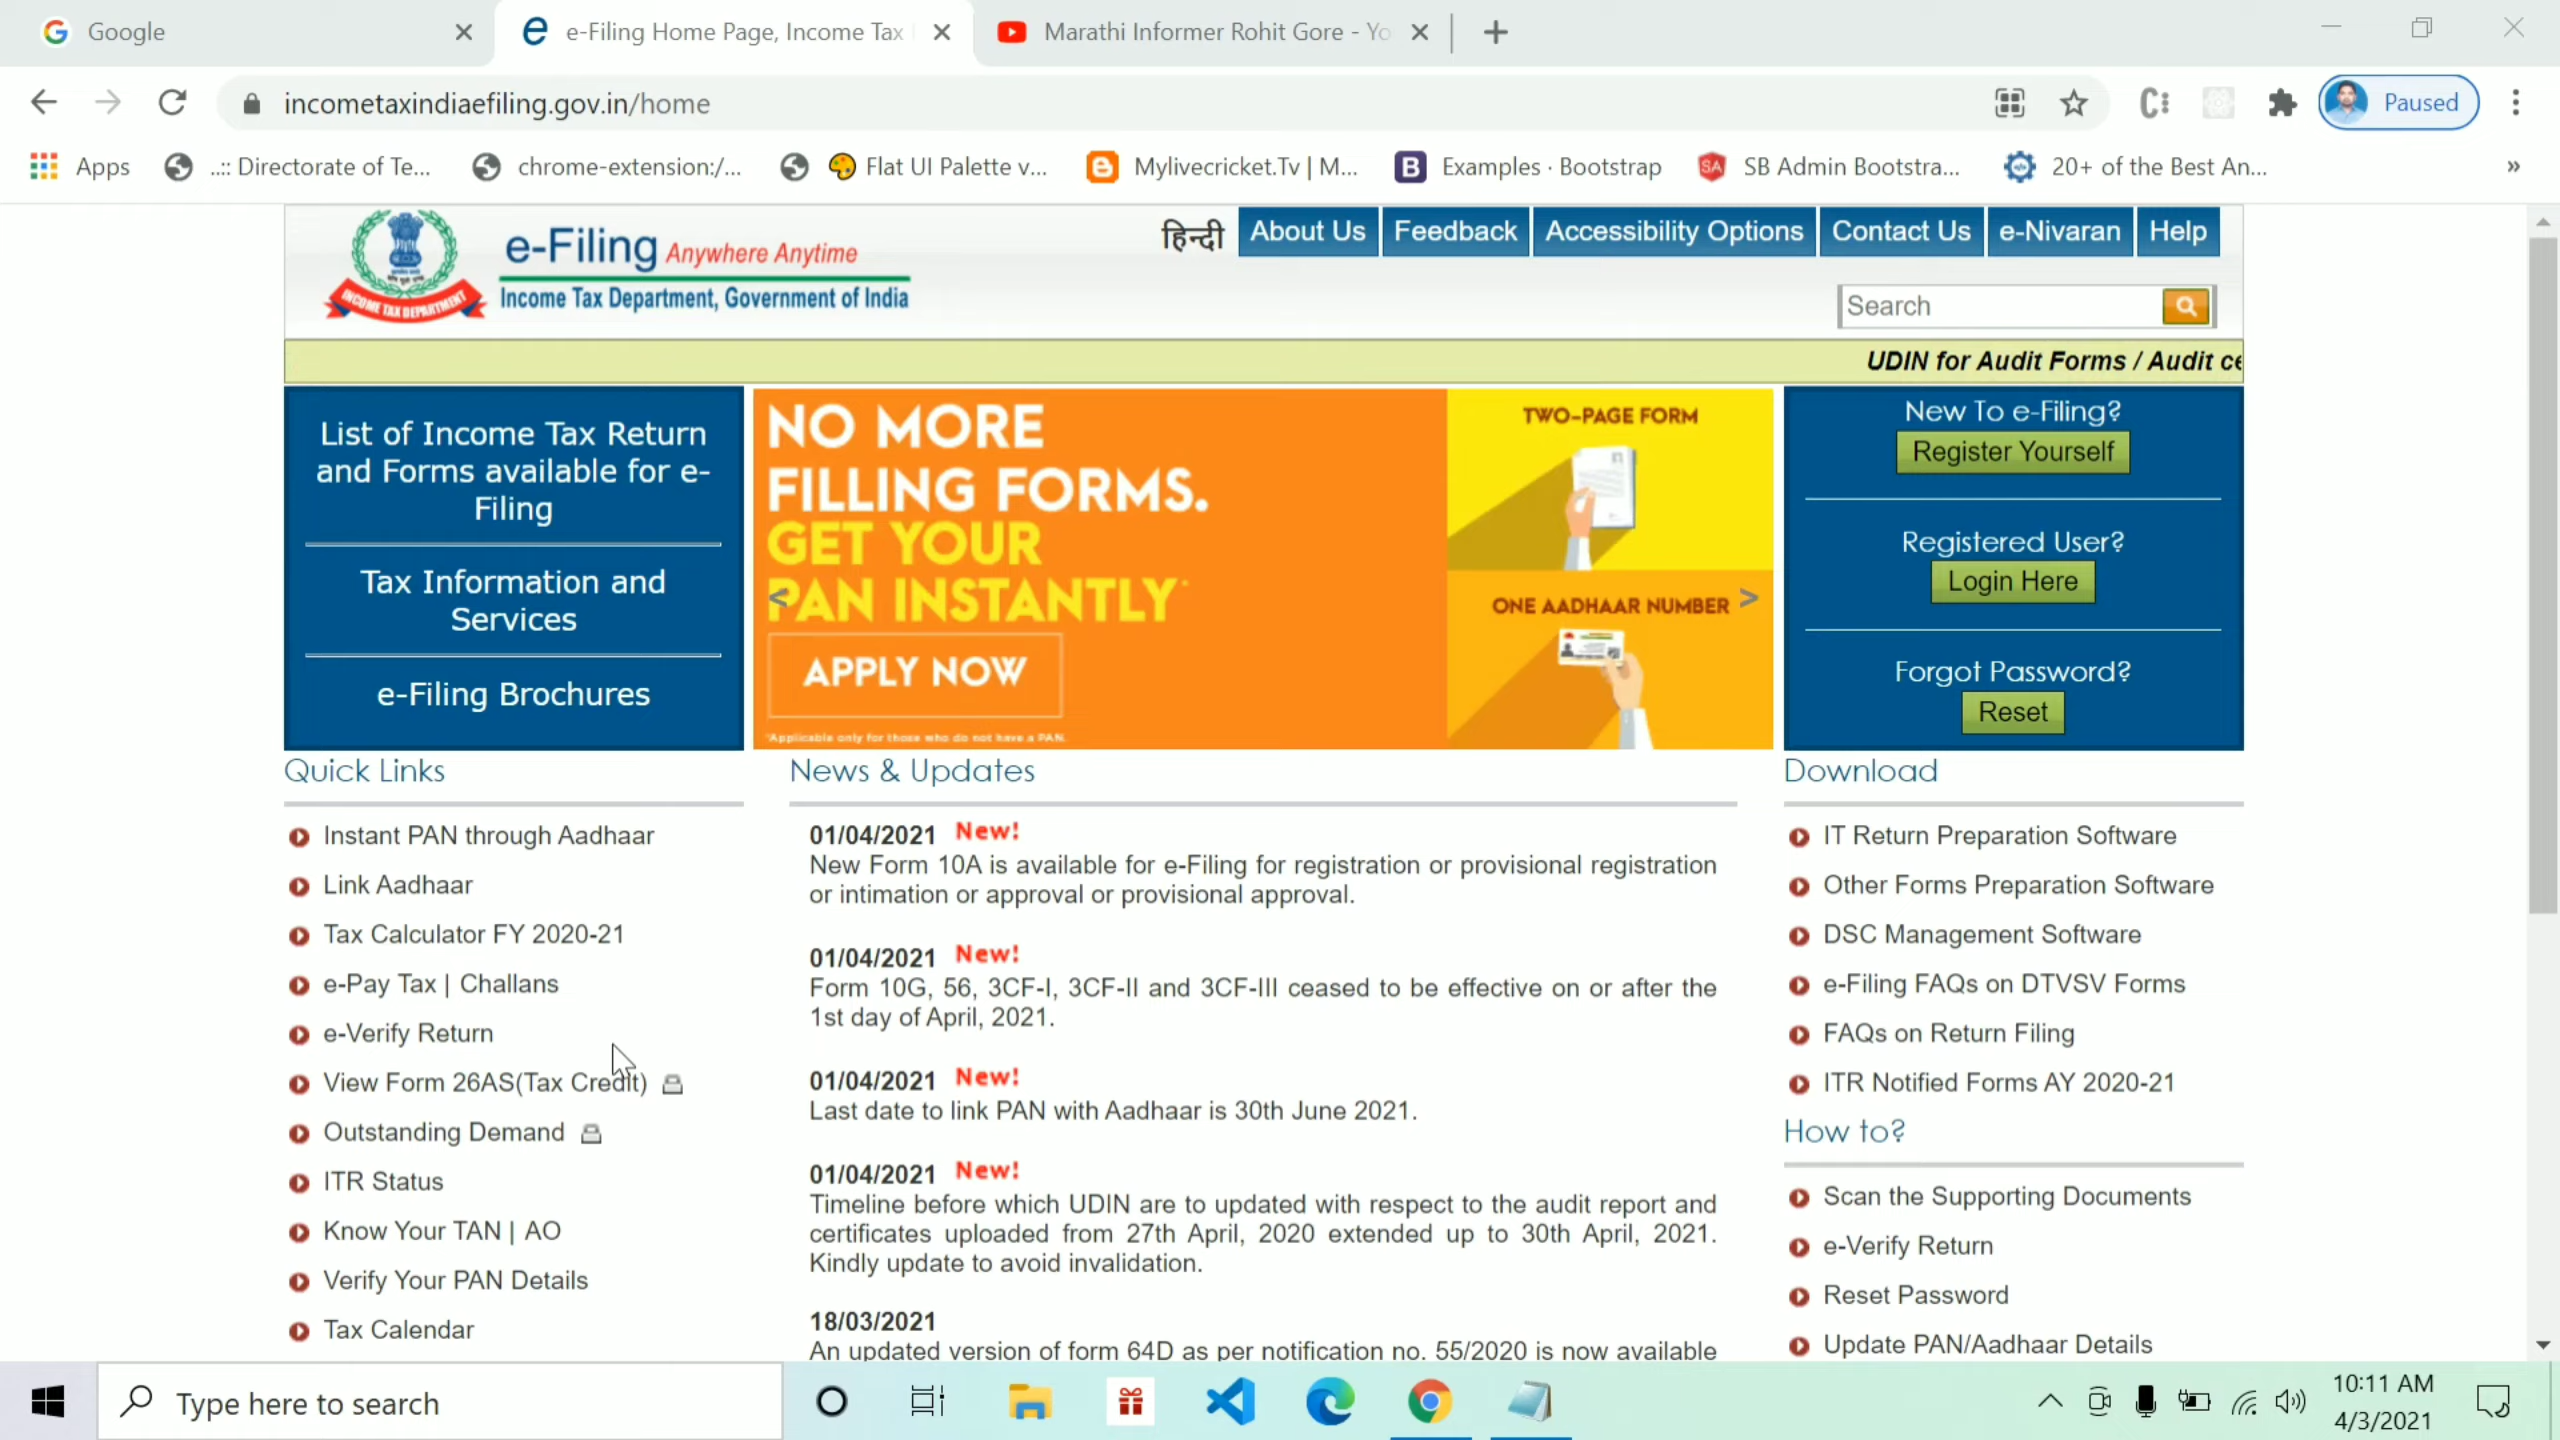 Google
e-Filing Home Page, Income Tax
Marathi Informer Rohit Gore - Yo
incometaxindiaefiling.gov.in/home
Paused
Apps
..:: Directorate of Te...
chrome-extension:/...
Flat UI Palette v...
Mylivecricket.Tv | M...
Examples · Bootstrap
SB Admin Bootstra...
20+ of the Best An...
»
INCOME TAX DEPARTMENT
e-Filing Anywhere Anytime
Income Tax Department, Government of India
हिन्दी
About Us
Feedback
Accessibility Options
Contact Us
e-Nivaran
Help
Search
UDIN for Audit Forms / Audit ce
List of Income Tax Return
and Forms available for e-
Filing
Tax Information and
Services
e-Filing Brochures
NO MORE
FILLING FORMS.
GET YOUR
PAN INSTANTLY*
APPLY NOW
*Applicable only for those who do not have a PAN.
TWO-PAGE FORM
ONE AADHAAR NUMBER
New To e-Filing?
Register Yourself
Registered User?
Login Here
Forgot Password?
Reset
Quick Links
Instant PAN through Aadhaar
Link Aadhaar
Tax Calculator FY 2020-21
e-Pay Tax | Challans
e-Verify Return
View Form 26AS(Tax Credit)
Outstanding Demand
ITR Status
Know Your TAN | AO
Verify Your PAN Details
Tax Calendar
News & Updates
01/04/2021 New!
New Form 10A is available for e-Filing for registration or provisional registration
or intimation or approval or provisional approval.
01/04/2021 New!
Form 10G, 56, 3CF-I, 3CF-II and 3CF-III ceased to be effective on or after the
1st day of April, 2021.
01/04/2021 New!
Last date to link PAN with Aadhaar is 30th June 2021.
01/04/2021 New!
Timeline before which UDIN are to updated with respect to the audit report and
certificates uploaded from 27th April, 2020 extended up to 30th April, 2021.
Kindly update to avoid invalidation.
18/03/2021
An updated version of form 64D as per notification no. 55/2020 is now available
Download
IT Return Preparation Software
Other Forms Preparation Software
DSC Management Software
e-Filing FAQs on DTVSV Forms
FAQs on Return Filing
ITR Notified Forms AY 2020-21
How to?
Scan the Supporting Documents
e-Verify Return
Reset Password
Update PAN/Aadhaar Details
Type here to search
10:11 AM
4/3/2021